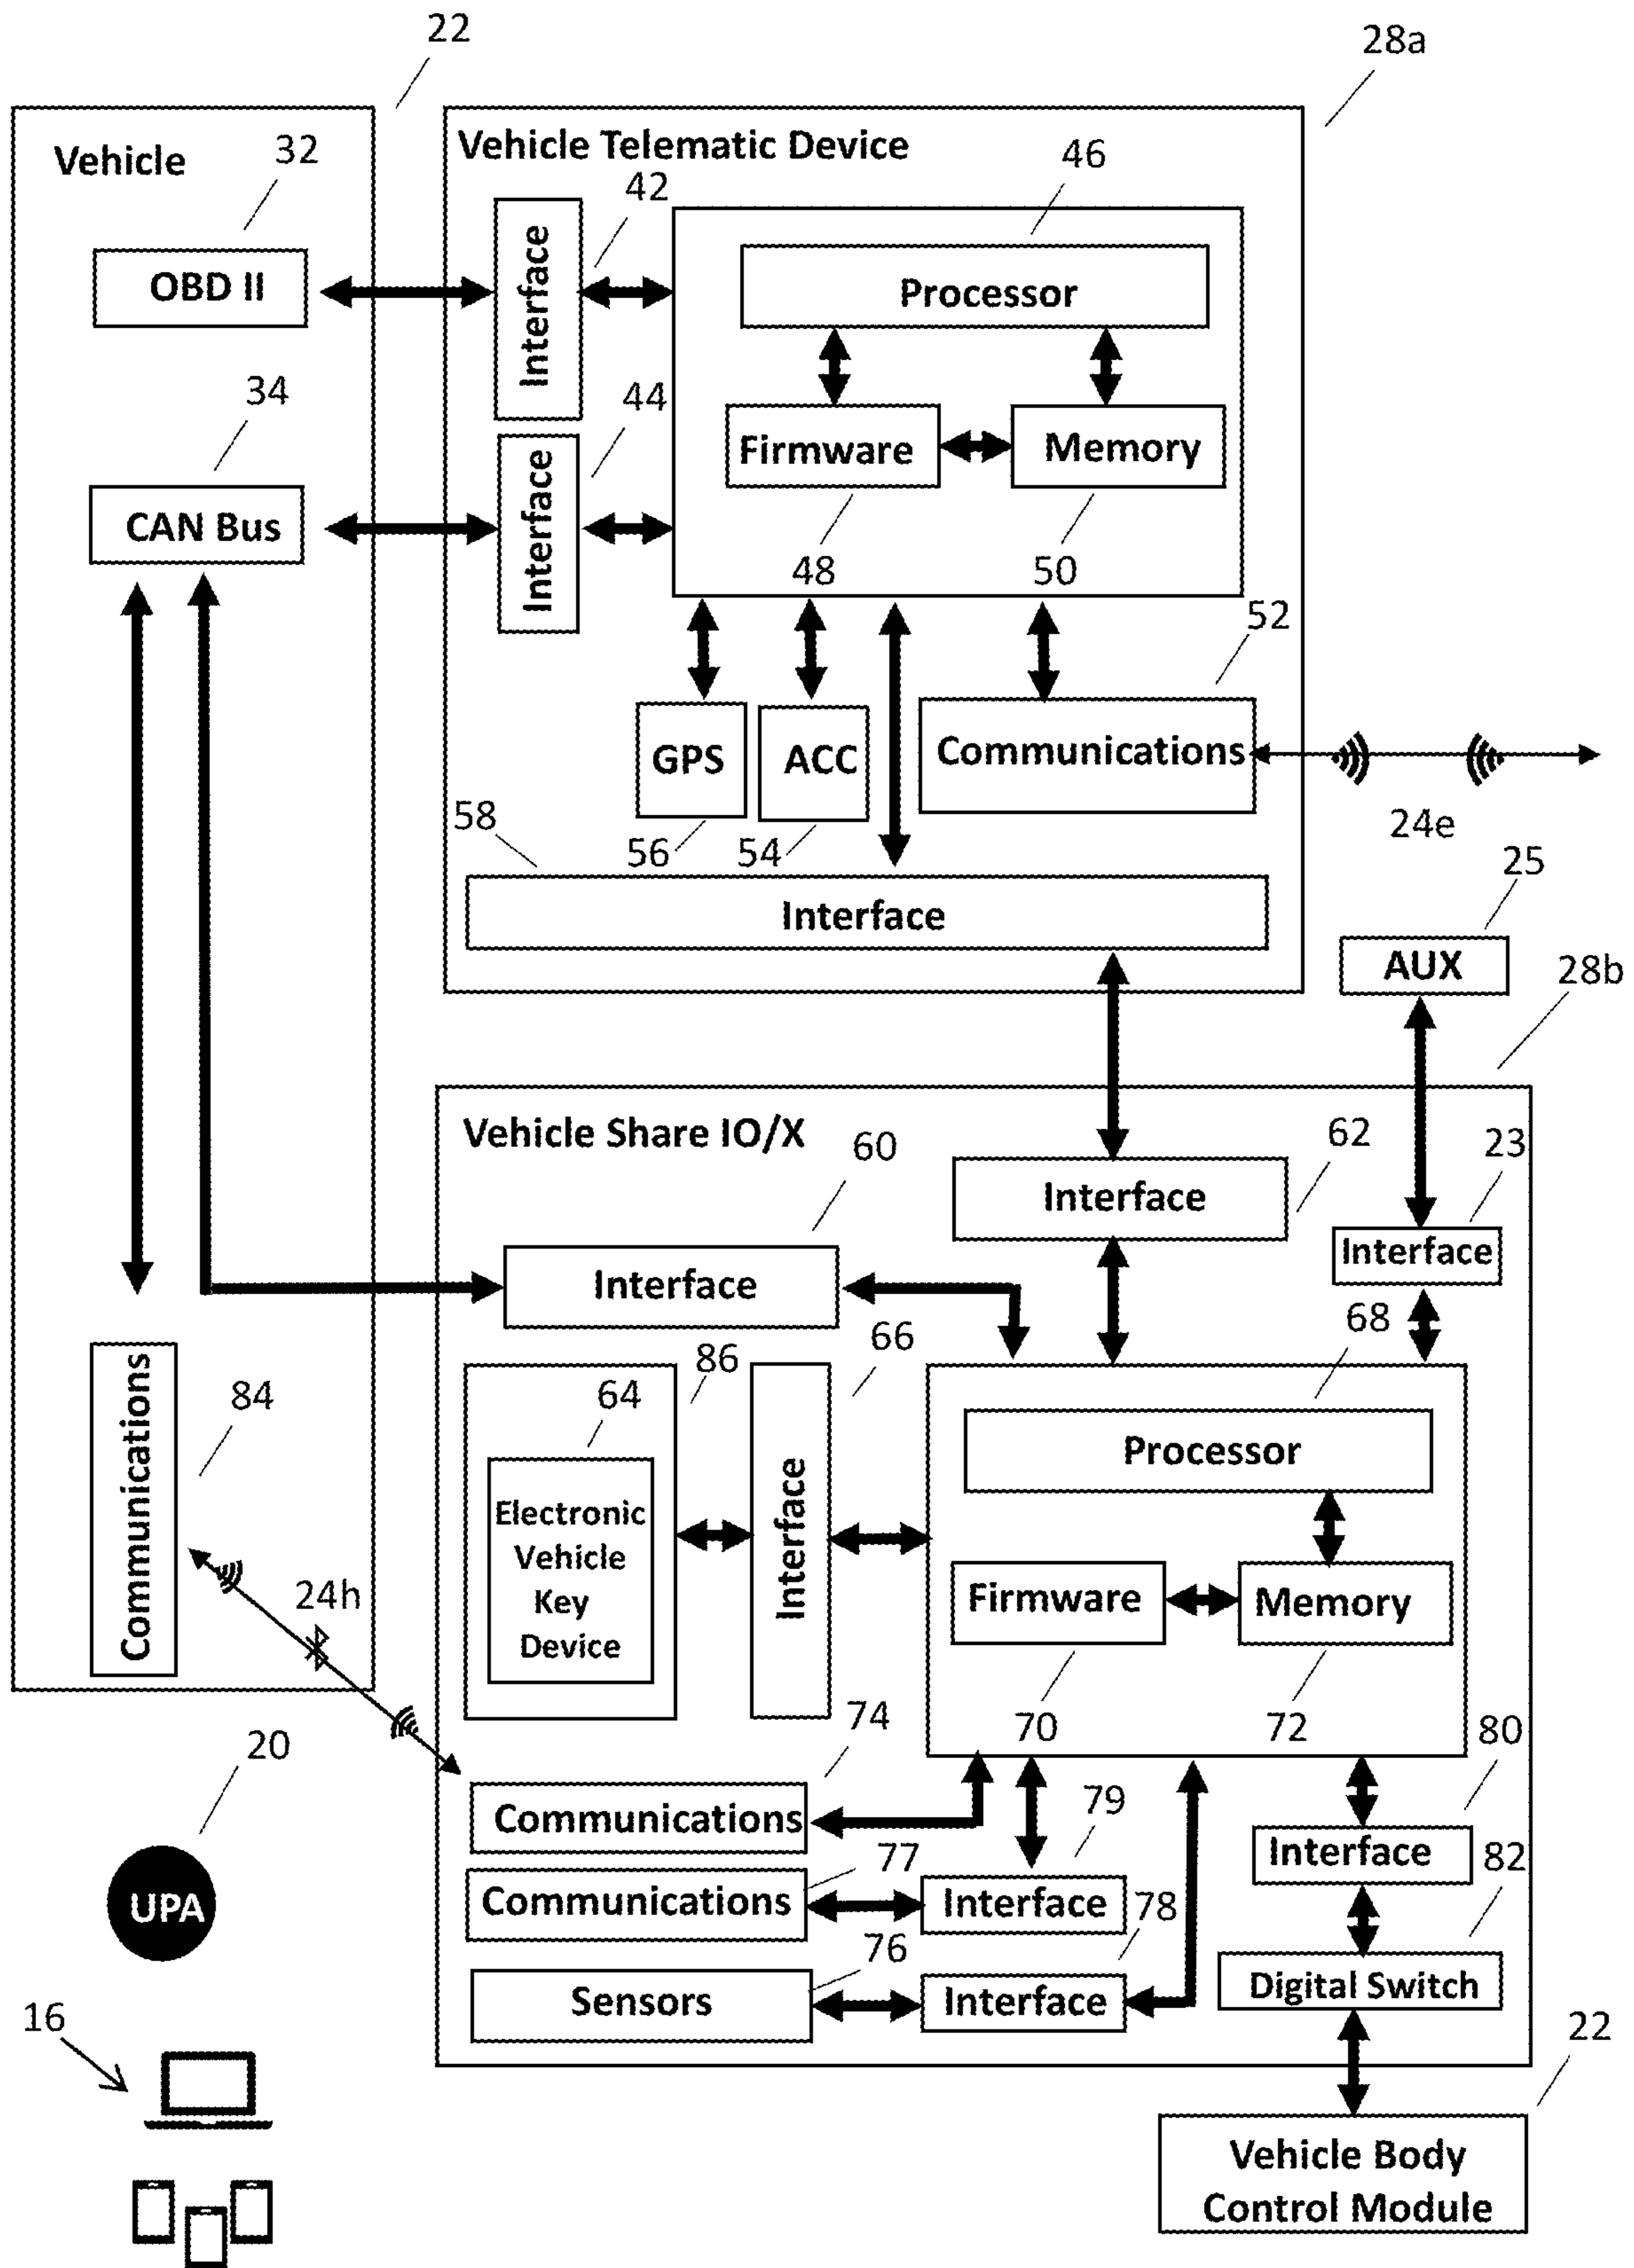 22
28a
Vehicle
32
Vehicle Telematic Device
46
42
OBD II
Interface
Processor
34
44
Firmware
Memory
CAN Bus
Interface
48
50
52
GPS
ACC
Communications
58
56
54
24e
25
Interface
AUX
28b
Vehicle Share IO/X
60
62
23
Interface
Interface
Interface
68
66
86
64
84
Communications
Processor
Electronic
Vehicle
Key
Device
Interface
Firmware
Memory
24h
74
70
72
80
20
79
Communications
Interface
77
82
UPA
Communications
Interface
78
76
Sensors
Interface
Digital Switch
16
22
Vehicle Body
Control Module